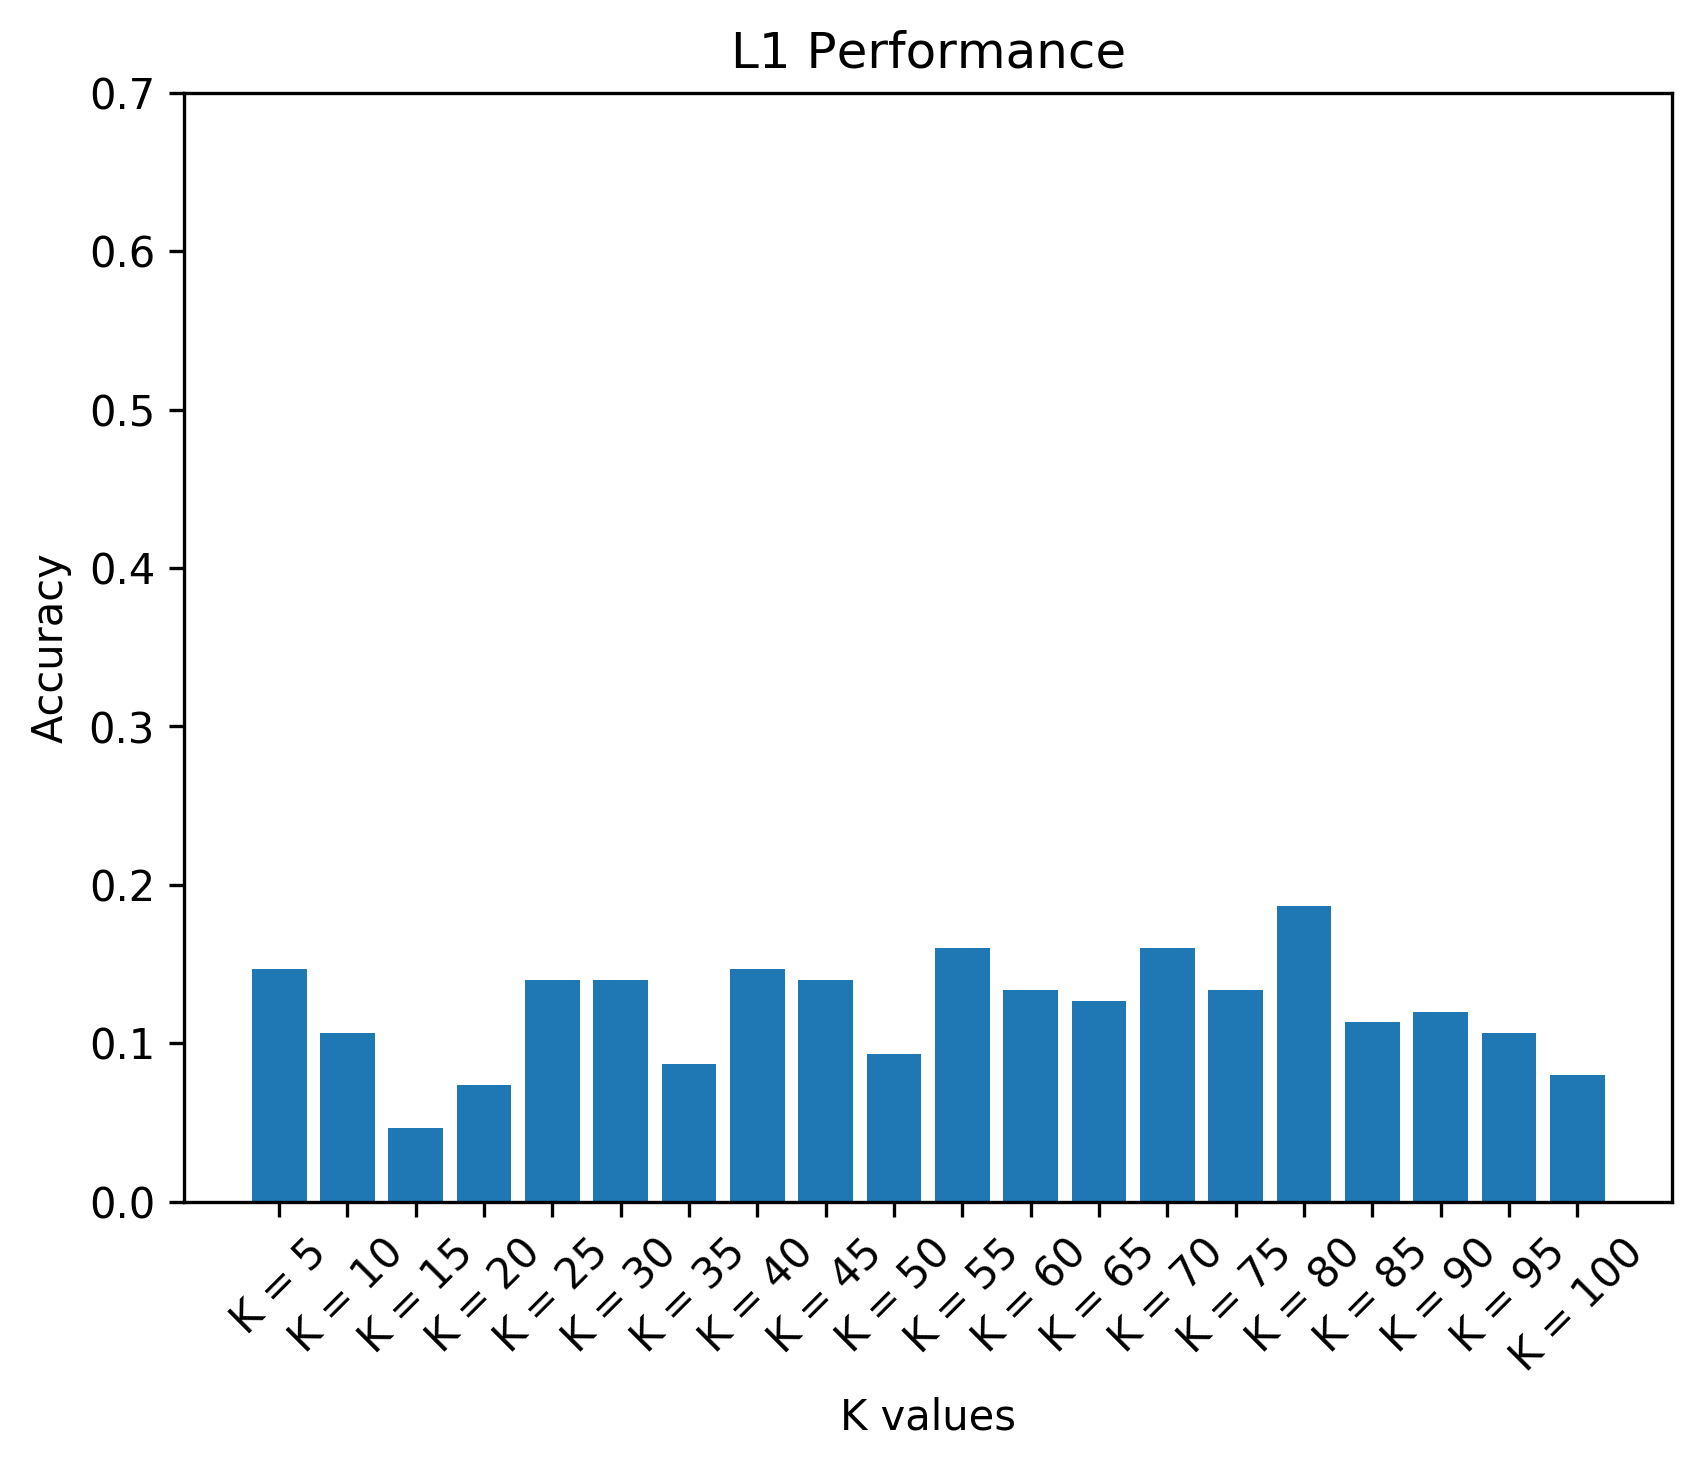 L1 Performance
0.7
0.6
0.5
0.4
0.3
0.2
0.1
0.0
Accuracy
K = 5
K = 10
K = 15
K = 20
K = 25
K = 30
K = 35
K = 40
K = 45
K = 50
K = 55
K = 60
K = 65
K = 70
K = 75
K = 80
K = 85
K = 90
K = 95
K = 100
K values